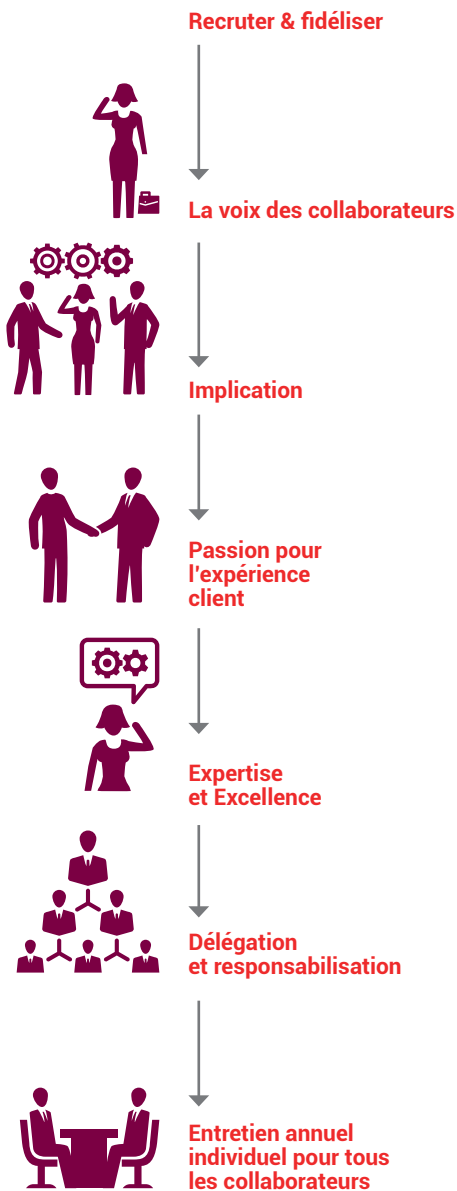 Recruter & fidéliser
La voix des collaborateurs
Implication
Passion pour
l'expérience
client
Expertise
et Excellence
Délégation
et responsabilisation
Entretien annuel
individuel pour tous
les collaborateurs